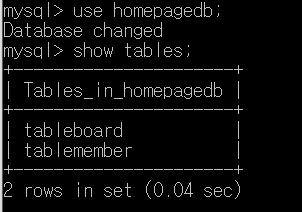 mysql> use homepagedb;
Database changed
mysql> show tables;
+----------------------+
| Tables_in_homepagedb |
+----------------------+
| tableboard           |
| tablemember          |
+----------------------+
2 rows in set (0.04 sec)